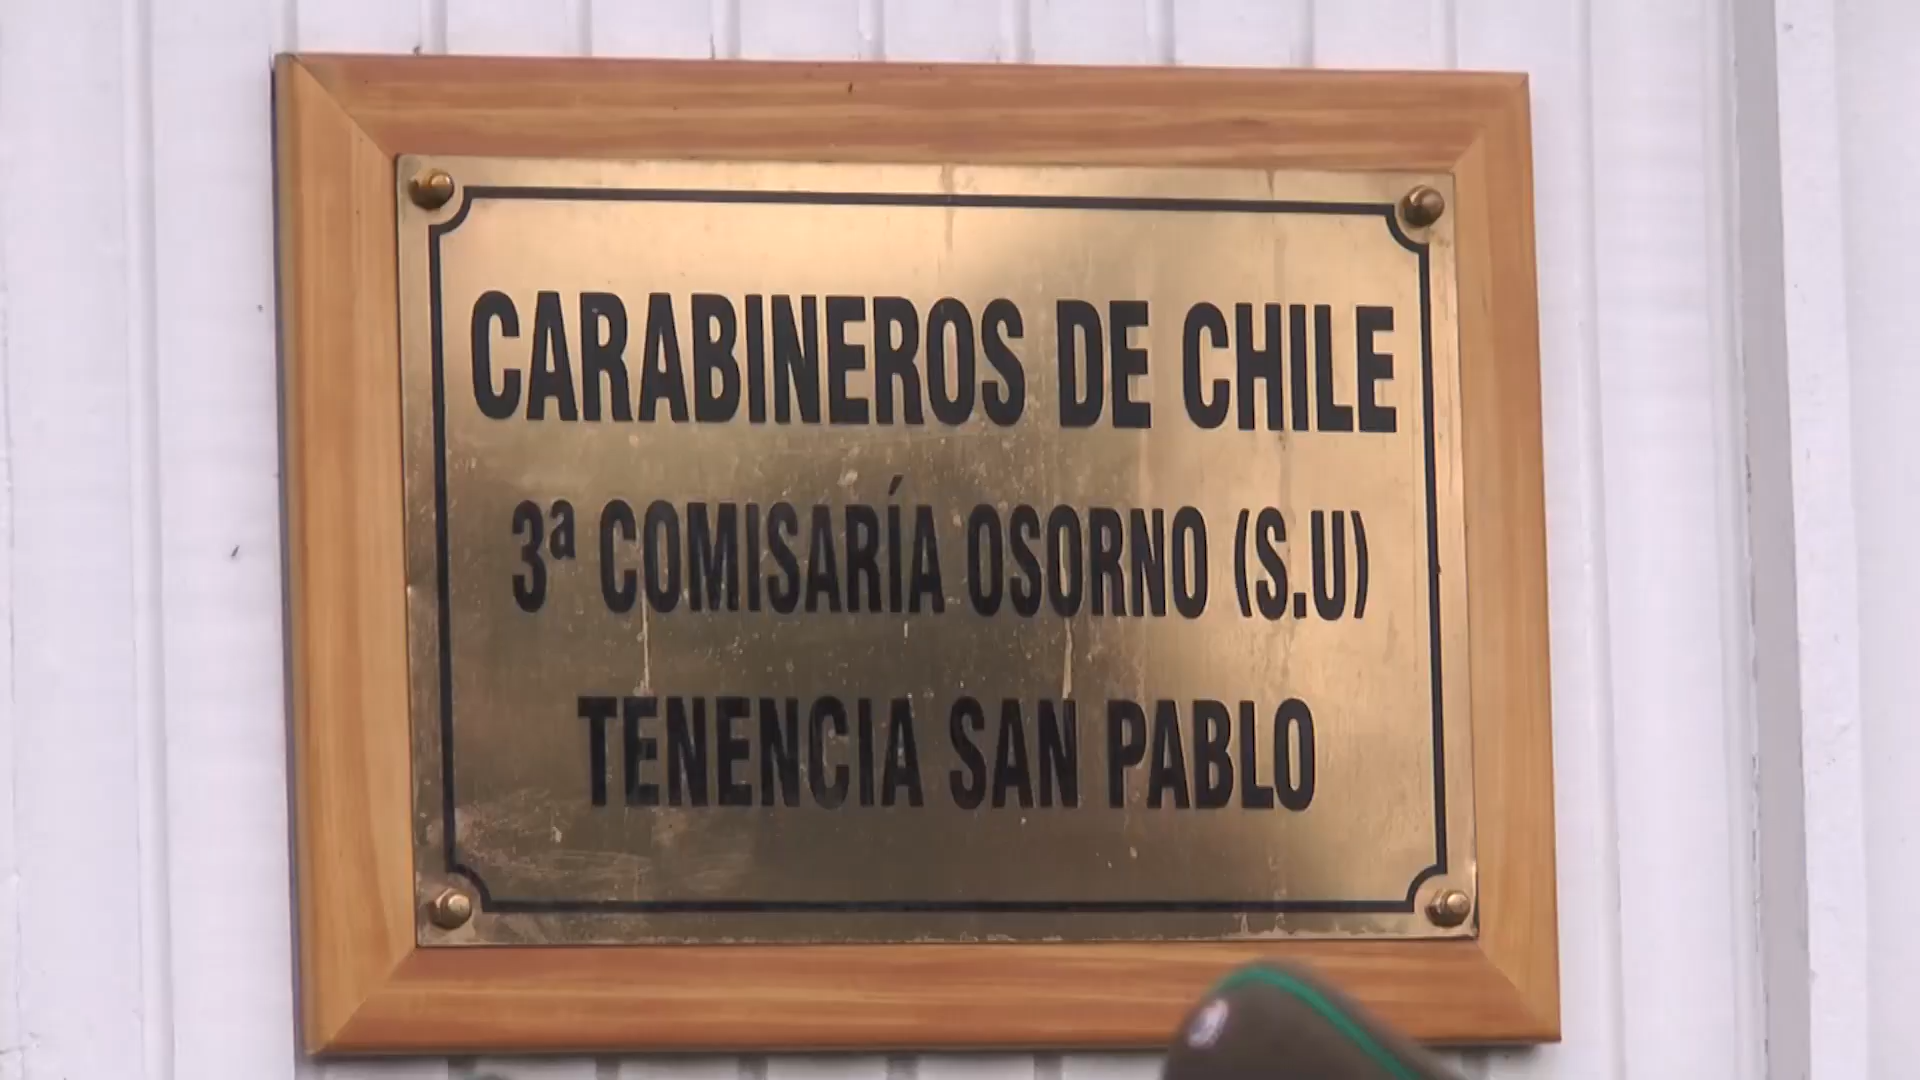 CARABINEROS DE CHILE
3ª COMISARÍA OSORNO (S.U)
TENENCIA SAN PABLO